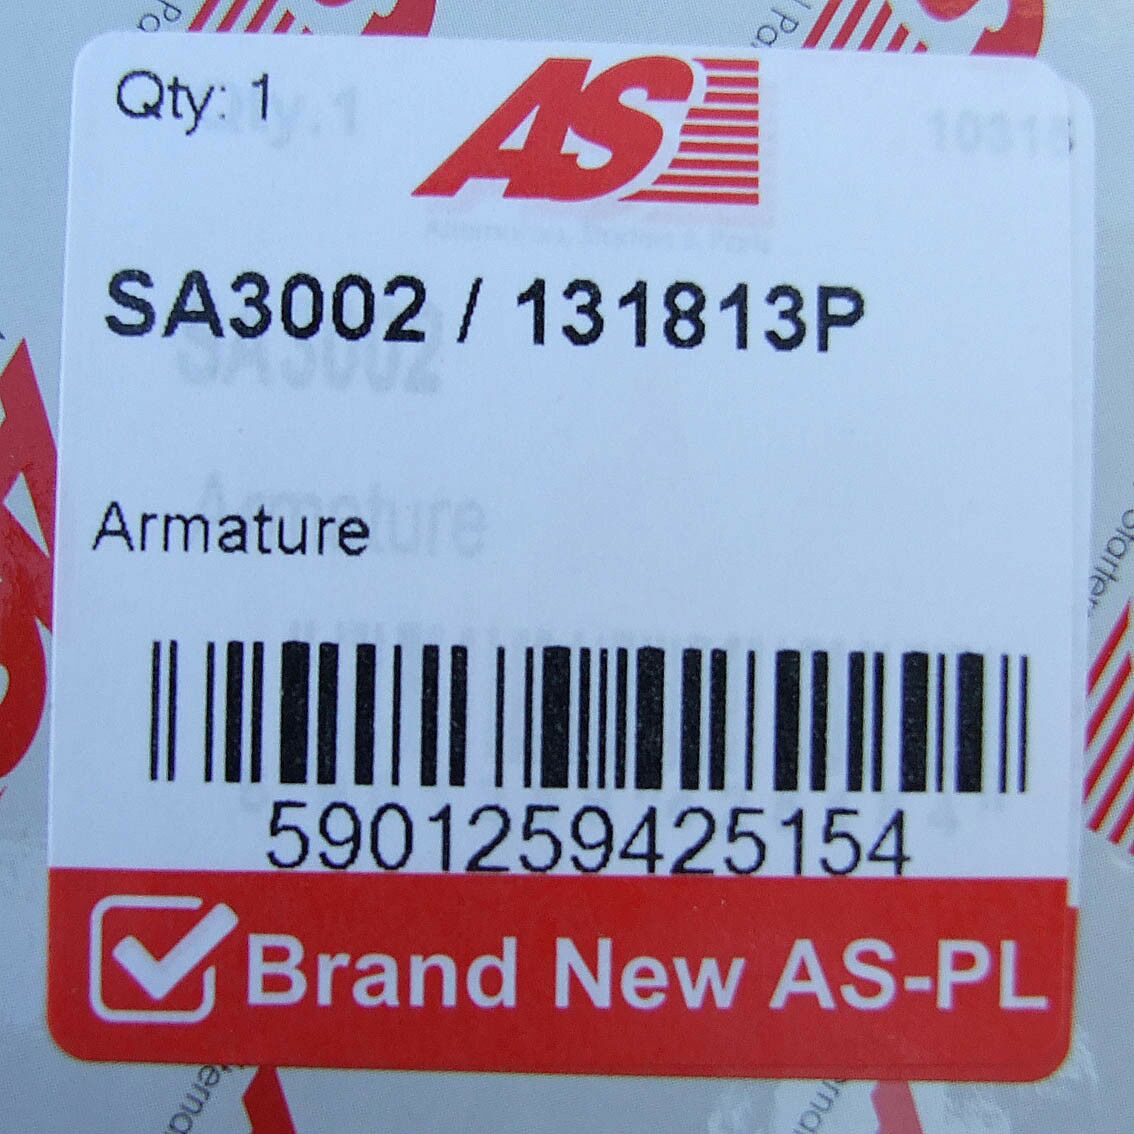 Qty: 1
AS
SA3002 / 131813P
Armature
5901259425154
Brand New AS-PL